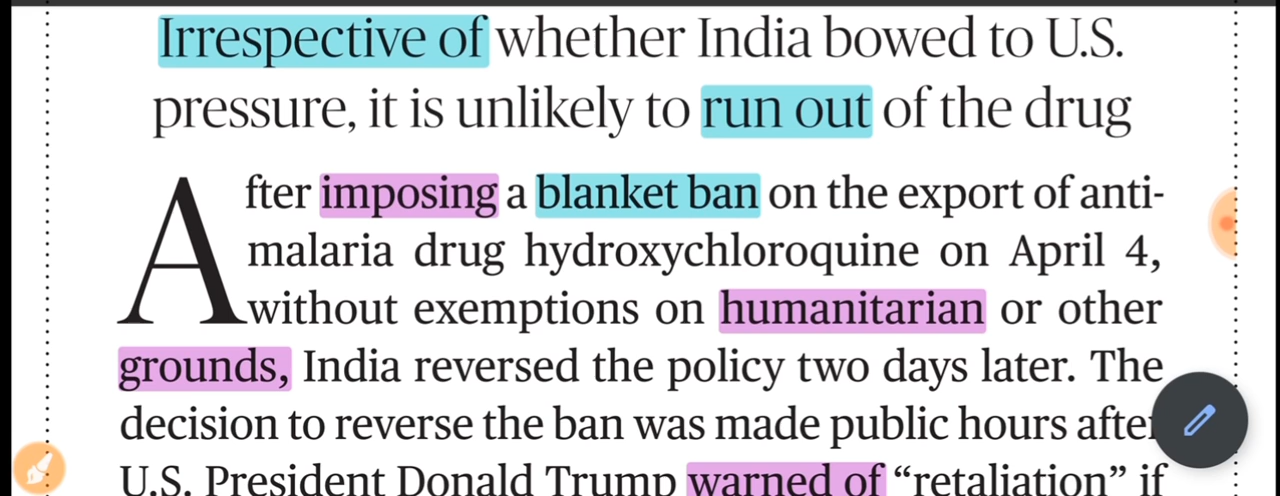 Irrespective of whether India bowed to U.S.
pressure, it is unlikely to run out of the drug
After imposing a blanket ban on the export of anti-
malaria drug hydroxychloroquine on April 4,
without exemptions on humanitarian or other
grounds, India reversed the policy two days later. The
decision to reverse the ban was made public hours after
U.S. President Donald Trump warned of “retaliation” if